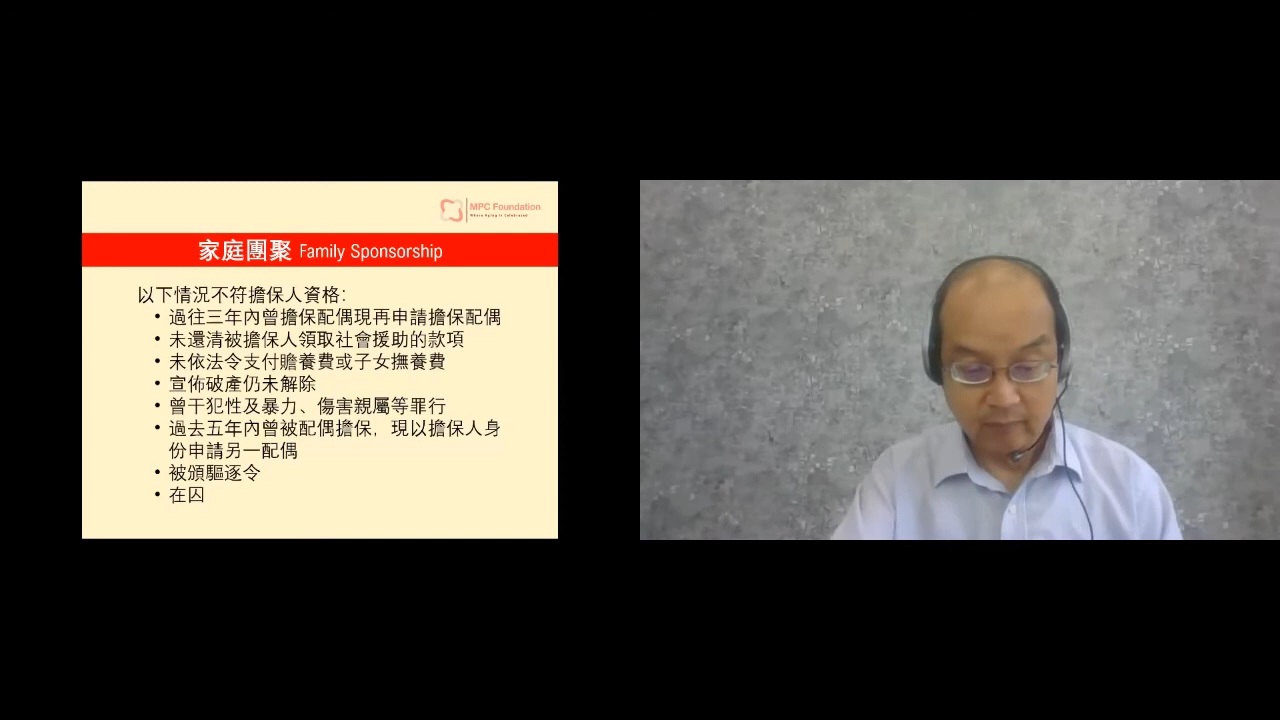 MPC Foundation
Where Aging is Celebrated
家庭團聚 Family Sponsorship
以下情況不符擔保人資格：
• 過往三年內曾擔保配偶現再申請擔保配偶
• 未還清被擔保人領取社會援助的款項
• 未依法令支付贍養費或子女撫養費
• 宣佈破產仍未解除
• 曾干犯性及暴力、傷害親屬等罪行
• 過去五年內曾被配偶擔保，現以擔保人身
份申請另一配偶
• 被頒驅逐令
• 在囚